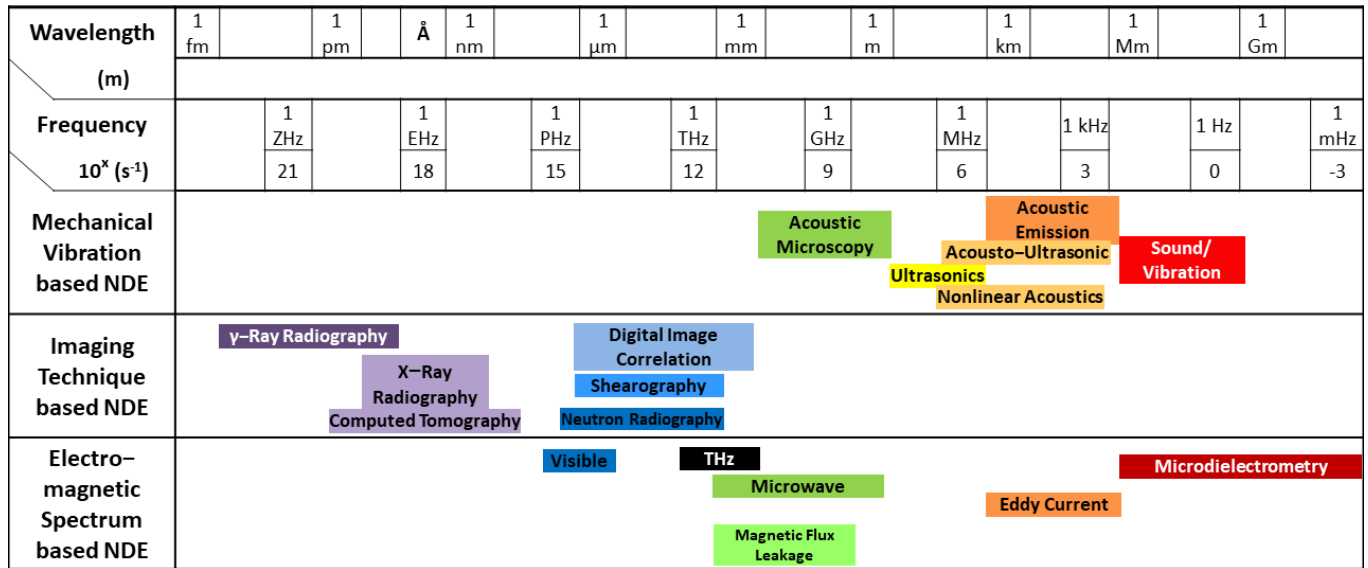 Wavelength
(m)
1 fm 1 pm Å 1 nm 1 μm 1 mm 1 m 1 km 1 Mm 1 Gm
Frequency
10ˣ (s⁻¹)
1 ZHz 1 EHz 1 PHz 1 THz 1 GHz 1 MHz 1 kHz 1 Hz 1 mHz
21 18 15 12 9 6 3 0 -3
Mechanical
Vibration
based NDE
Acoustic
Microscopy
Acoustic
Emission
Acousto–Ultrasonic
Sound/
Vibration
Ultrasonics
Nonlinear Acoustics
Imaging
Technique
based NDE
γ–Ray Radiography
X–Ray
Radiography
Computed Tomography
Digital Image
Correlation
Shearography
Neutron Radiography
Electro–
magnetic
Spectrum
based NDE
Visible
THz
Microwave
Magnetic Flux
Leakage
Eddy Current
Microdielectrometry